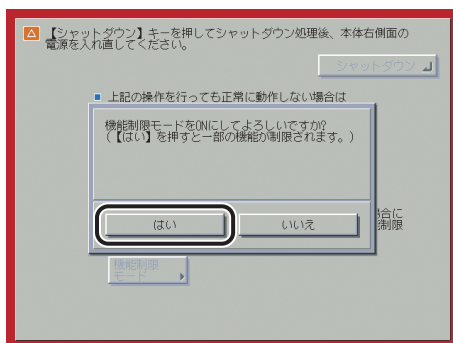 【シャットダウン】キーを押してシャットダウン処理後、本体右側面の
電源を入れ直してください。
シャットダウン
上記の操作を行っても正常に動作しない場合は
機能制限モードをONにしてよろしいですか?
(【はい】を押すと一部の機能が制限されます。)
場合に
制限
はい
いいえ
機能制限
モード